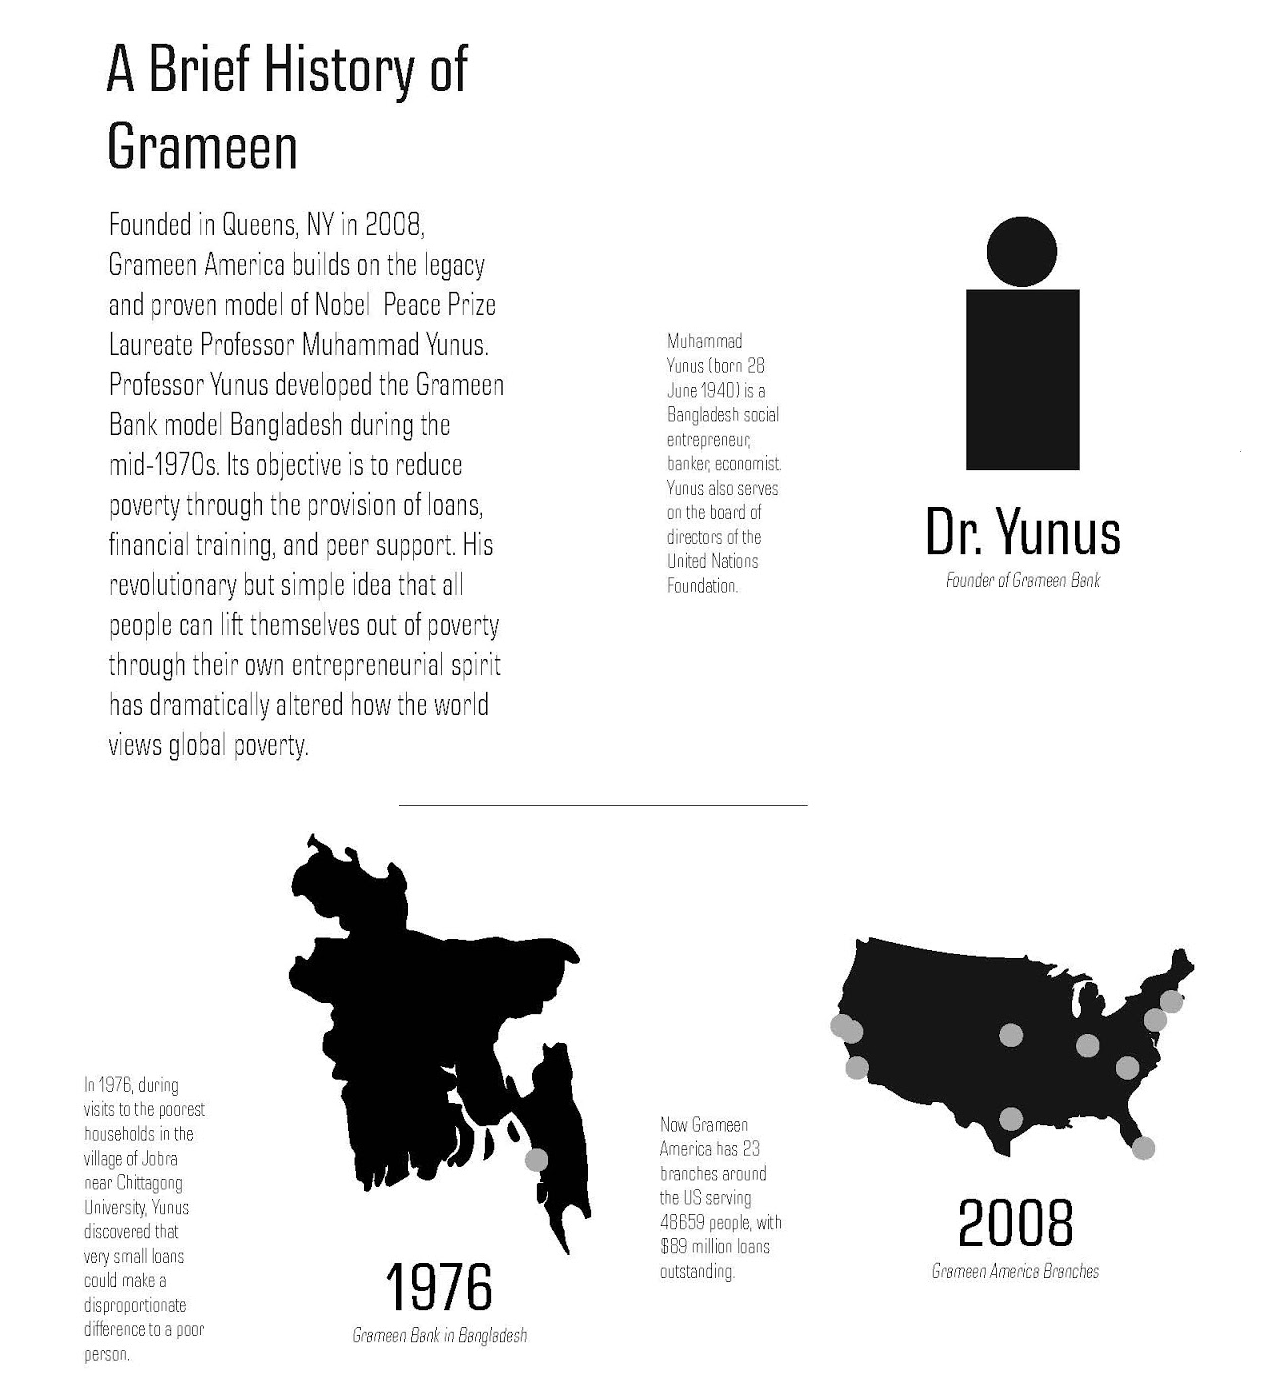 A Brief History of
Grameen
Founded in Queens, NY in 2008,
Grameen America builds on the legacy
and proven model of Nobel Peace Prize
Laureate Professor Muhammad Yunus.
Professor Yunus developed the Grameen
Bank model Bangladesh during the
mid-1970s. Its objective is to reduce
poverty through the provision of loans,
financial training, and peer support. His
revolutionary but simple idea that all
people can lift themselves out of poverty
through their own entrepreneurial spirit
has dramatically altered how the world
views global poverty.
Muhammad
Yunus (born 28
June 1940) is a
Bangladesh social
entrepreneur,
banker, economist.
Yunus also serves
on the board of
directors of the
United Nations
Foundation.
Dr. Yunus
Founder of Grameen Bank
In 1976, during
visits to the poorest
households in the
village of Jobra
near Chittagong
University, Yunus
discovered that
very small loans
could make a
disproportionate
difference to a poor
person.
1976
Grameen Bank in Bangladesh
Now Grameen
America has 23
branches around
the US serving
48659 people, with
$89 million loans
outstanding.
2008
Grameen America Branches